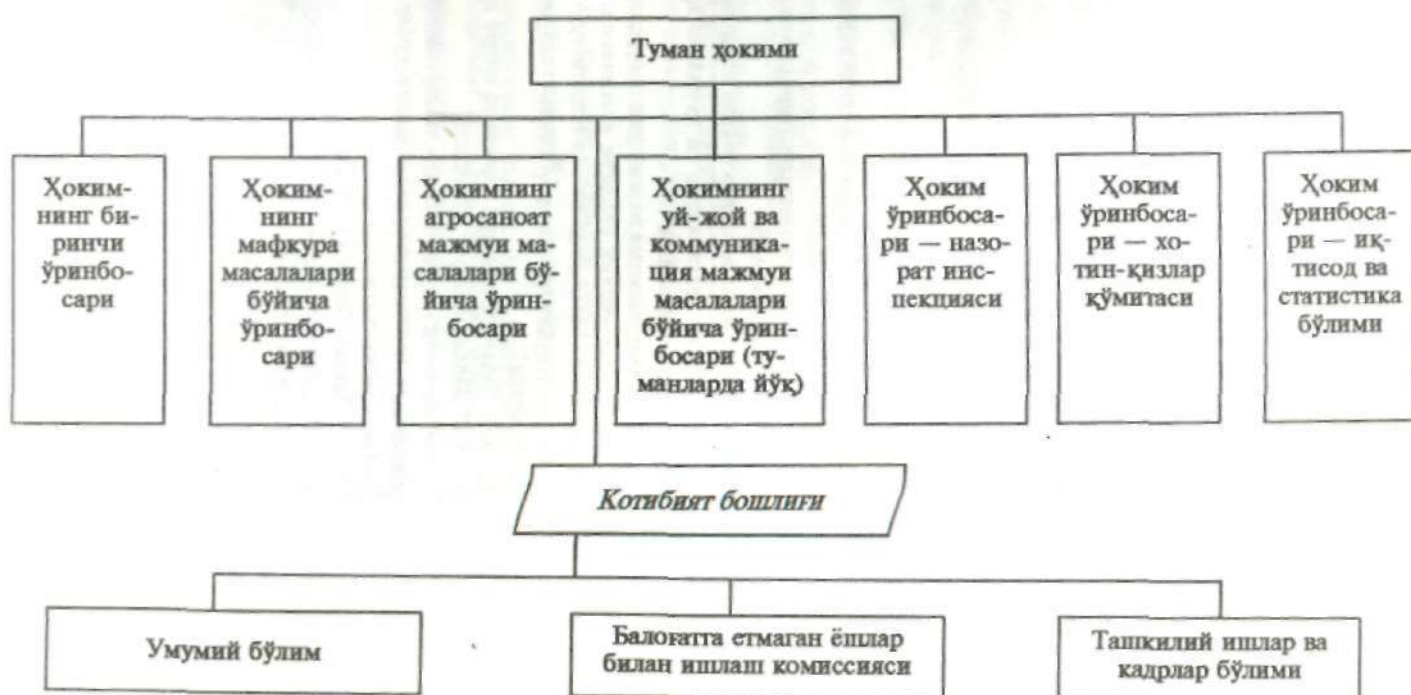 Туман ҳокими
Ҳоким-
нинг би-
ринчи
ўринбо-
сари
Ҳоким-
нинг
мафкура
масалалари
бўйича
ўринбо-
сари
Ҳокимнинг
агросаноат
мажмуи ма-
салалари бў-
йича ўрин-
босари
Ҳокимнинг
уй-жой ва
коммуника-
ция мажмуи
масалалари
бўйича ўрин-
босари (ту-
манларда йўқ)
Ҳоким
ўринбоса-
ри — назо-
рат инс-
пекцияси
Ҳоким
ўринбоса-
ри — хо-
тин-қизлар
қўмитаси
Ҳоким
ўринбоса-
ри — иқ-
тисод ва
статистика
бўлими
Котибият бошлиғи
Умумий бўлим
Балоғатга етмаган ёшлар
билан ишлаш комиссияси
Ташкилий ишлар ва
кадрлар бўлими